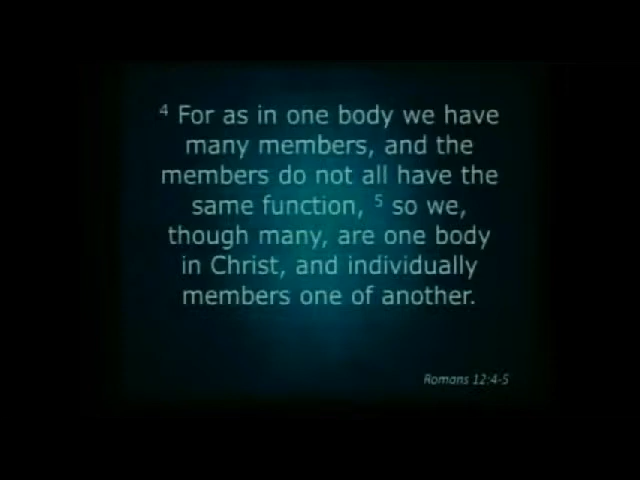 ⁴ For as in one body we have
many members, and the
members do not all have the
same function, ⁵ so we,
though many, are one body
in Christ, and individually
members one of another.
Romans 12:4-5